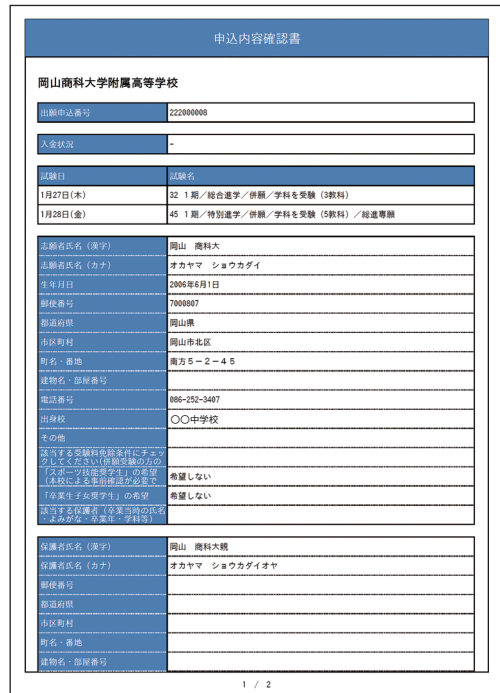 申込内容確認書
岡山商科大学附属高等学校
出願申込番号 222000008
入金状況 -
試験日 試験名
1月27日(木) 32 1期／総合進学／併願／学科を受験（3教科）
1月28日(金) 45 1期／特別進学／併願／学科を受験（5教科）／総進専願
志願者氏名（漢字） 岡山 商科大
志願者氏名（カナ） オカヤマ ショウカダイ
生年月日 2006年6月1日
郵便番号 7000807
都道府県 岡山県
市区町村 岡山市北区
町名・番地 南方５－２－４５
建物名・部屋番号
電話番号 086-252-3407
出身校 〇〇中学校
その他
該当する受験料免除条件にチェッ
クしてください(併願受験の方の
「スポーツ技能奨学生」の希望
（本校による事前確認が必要で 希望しない
「卒業生子女奨学生」の希望 希望しない
該当する保護者（卒業当時の氏名
・よみがな・卒業年・学科等）
保護者氏名（漢字） 岡山 商科大親
保護者氏名（カナ） オカヤマ ショウカダイオヤ
郵便番号
都道府県
市区町村
町名・番地
建物名・部屋番号
1 / 2